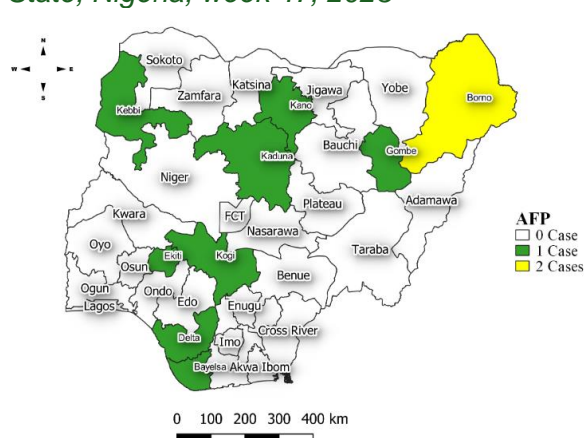 State, Nigeria, week 47, 2023
N
W E
S
Sokoto
Kebbi
Zamfara
Katsina
Kano
Jigawa
Yobe
Borno
Kaduna
Bauchi
Gombe
Niger
Adamawa
Plateau
FCT
Nasarawa
Kwara
Taraba
Oyo
Ekiti
Kogi
Osun
Benue
Ogun
Ondo
Edo
Lagos
Enugu
Cross River
Delta
Imo
Bayelsa
Akwa Ibom
AFP
0 Case
1 Case
2 Cases
0 100 200 300 400 km